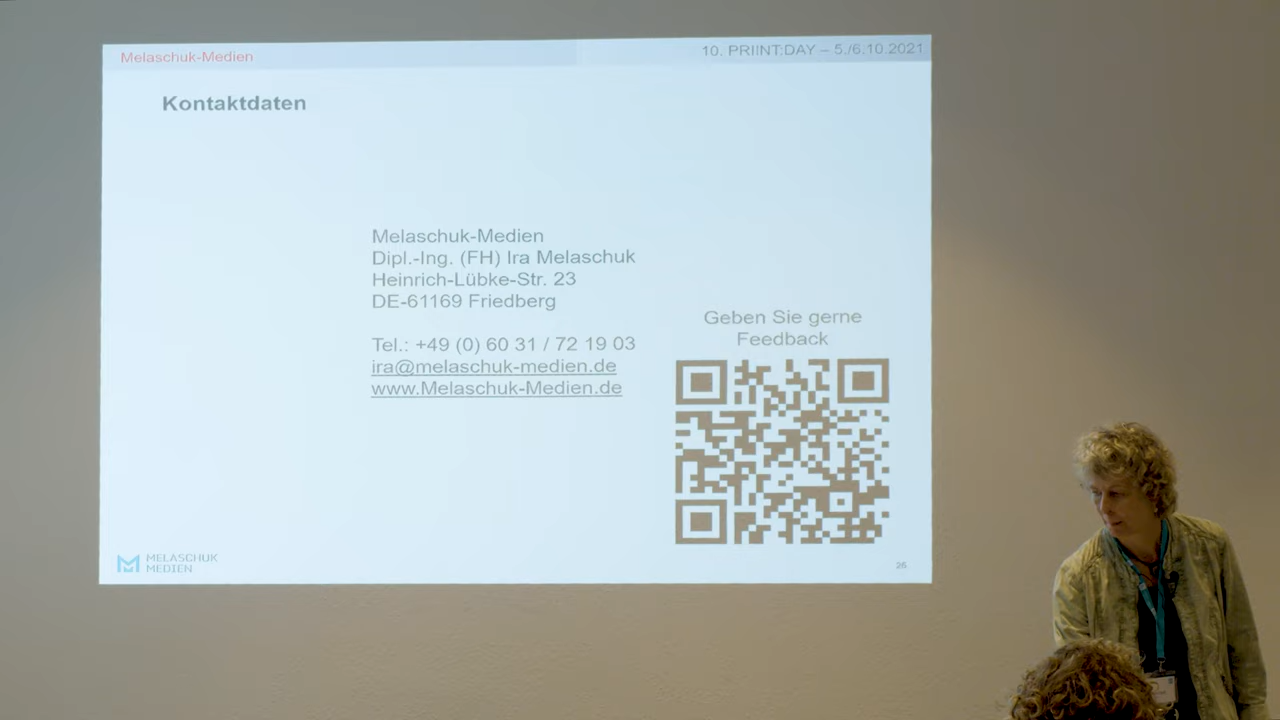 Melaschuk-Medien
10. PRIINT:DAY – 5./6.10.2021
Kontaktdaten
Melaschuk-Medien
Dipl.-Ing. (FH) Ira Melaschuk
Heinrich-Lübke-Str. 23
DE-61169 Friedberg
Tel.: +49 (0) 60 31 / 72 19 03
ira@melaschuk-medien.de
www.Melaschuk-Medien.de
Geben Sie gerne
Feedback
MELASCHUK
MEDIEN
26